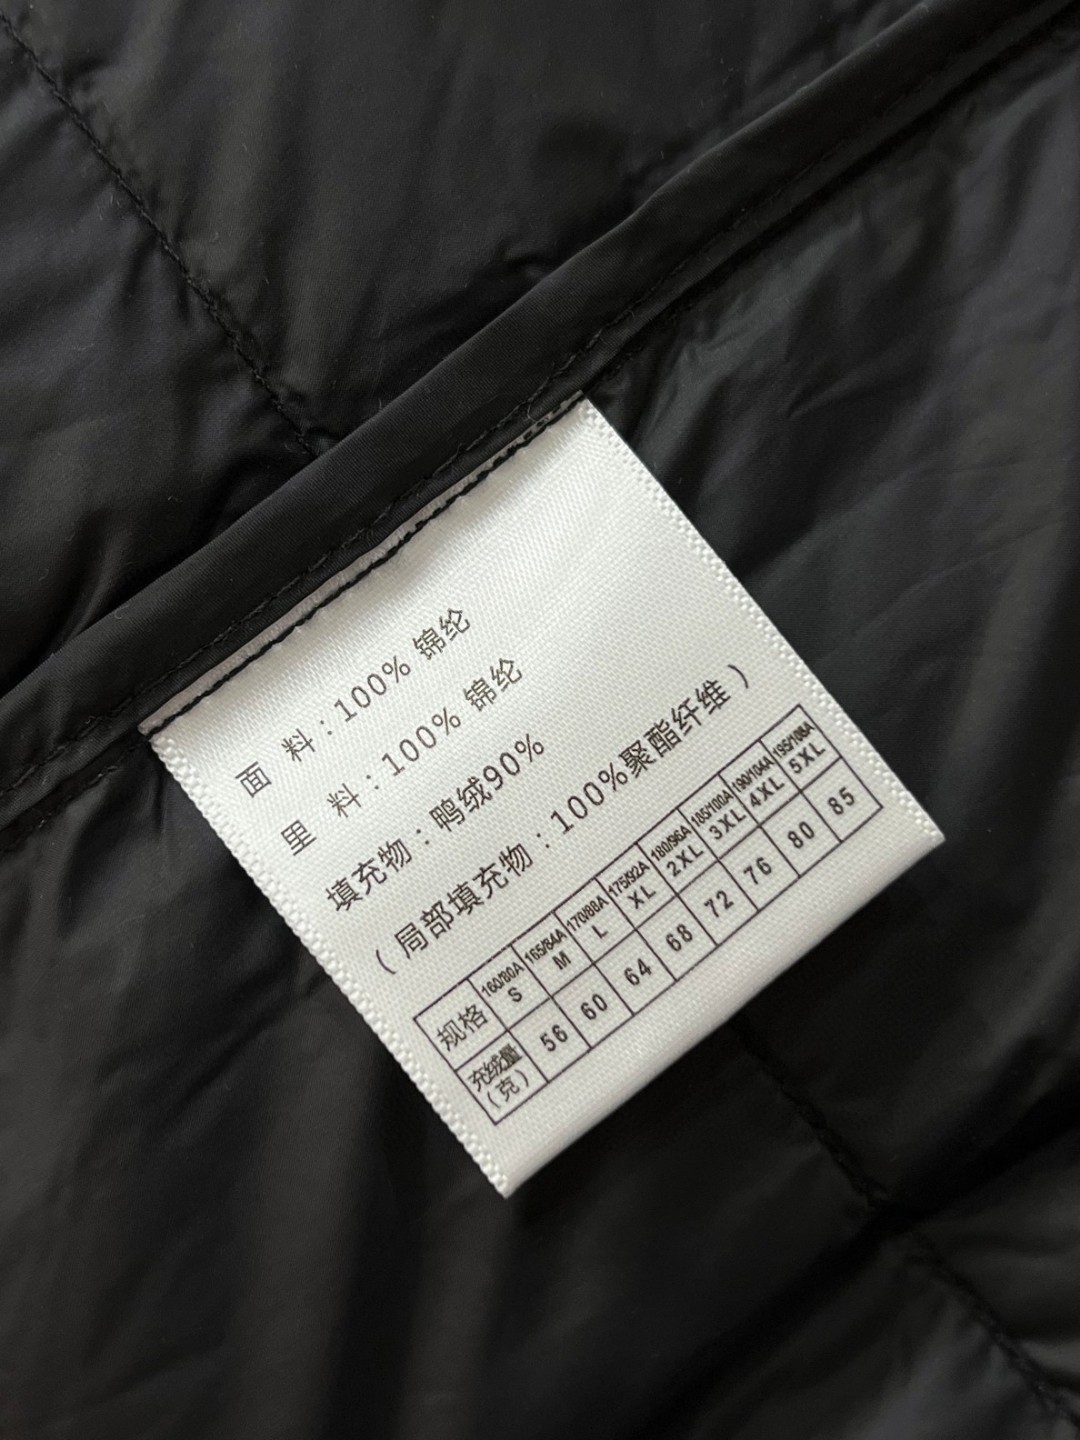 面 料：100% 锦纶
里 料：100% 锦纶
填充物：鸭绒90%
（局部填充物：100%聚酯纤维）
规格 160/80A S 165/84A M 170/88A L 175/92A XL 180/96A 2XL 185/100A 3XL 190/104A 4XL 195/108A 5XL
充绒量（克） 56 60 64 68 72 76 80 85